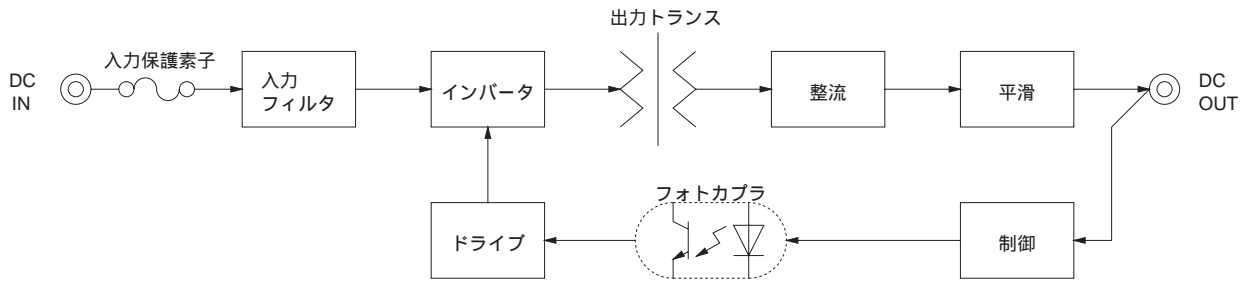 出力トランス
入力保護素子
DC
IN
入力
フィルタ
インバータ
整流
平滑
DC
OUT
フォトカプラ
ドライブ
制御